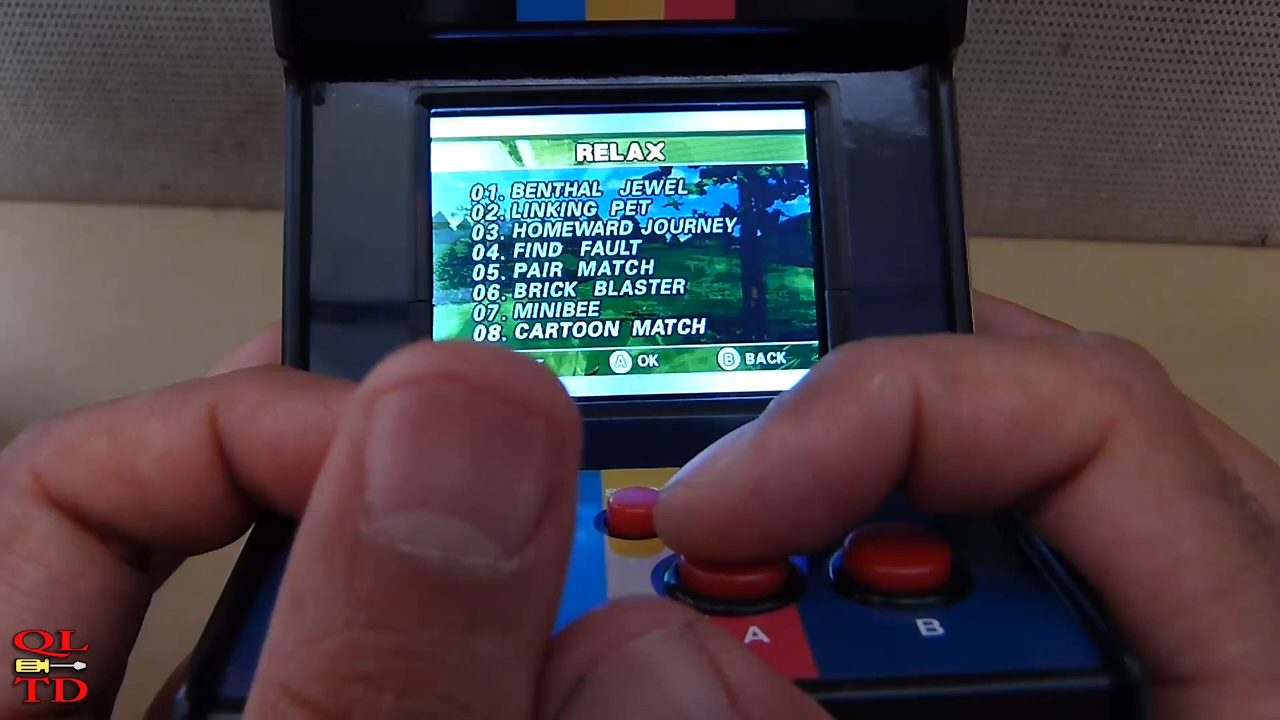 RELAX
01. BENTHAL JEWEL
02. LINKING PET
03. HOMEWARD JOURNEY
04. FIND FAULT
05. PAIR MATCH
06. BRICK BLASTER
07. MINIBEE
08. CARTOON MATCH
A OK B BACK
A
B
QL
TD